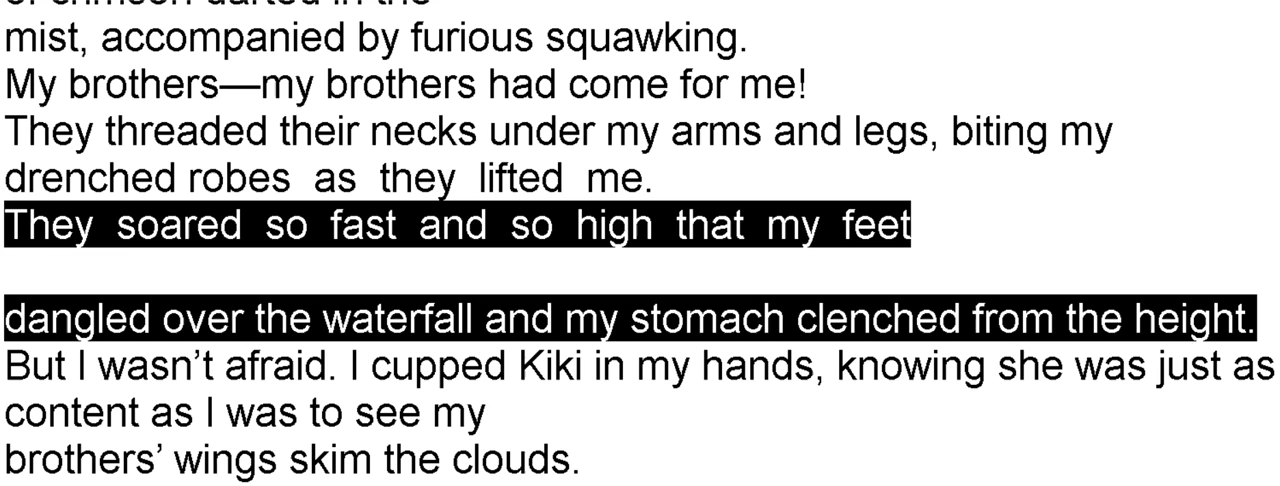 mist, accompanied by furious squawking.
My brothers—my brothers had come for me!
They threaded their necks under my arms and legs, biting my
drenched robes as they lifted me.
They soared so fast and so high that my feet
dangled over the waterfall and my stomach clenched from the height.
But I wasn’t afraid. I cupped Kiki in my hands, knowing she was just as
content as I was to see my
brothers’ wings skim the clouds.